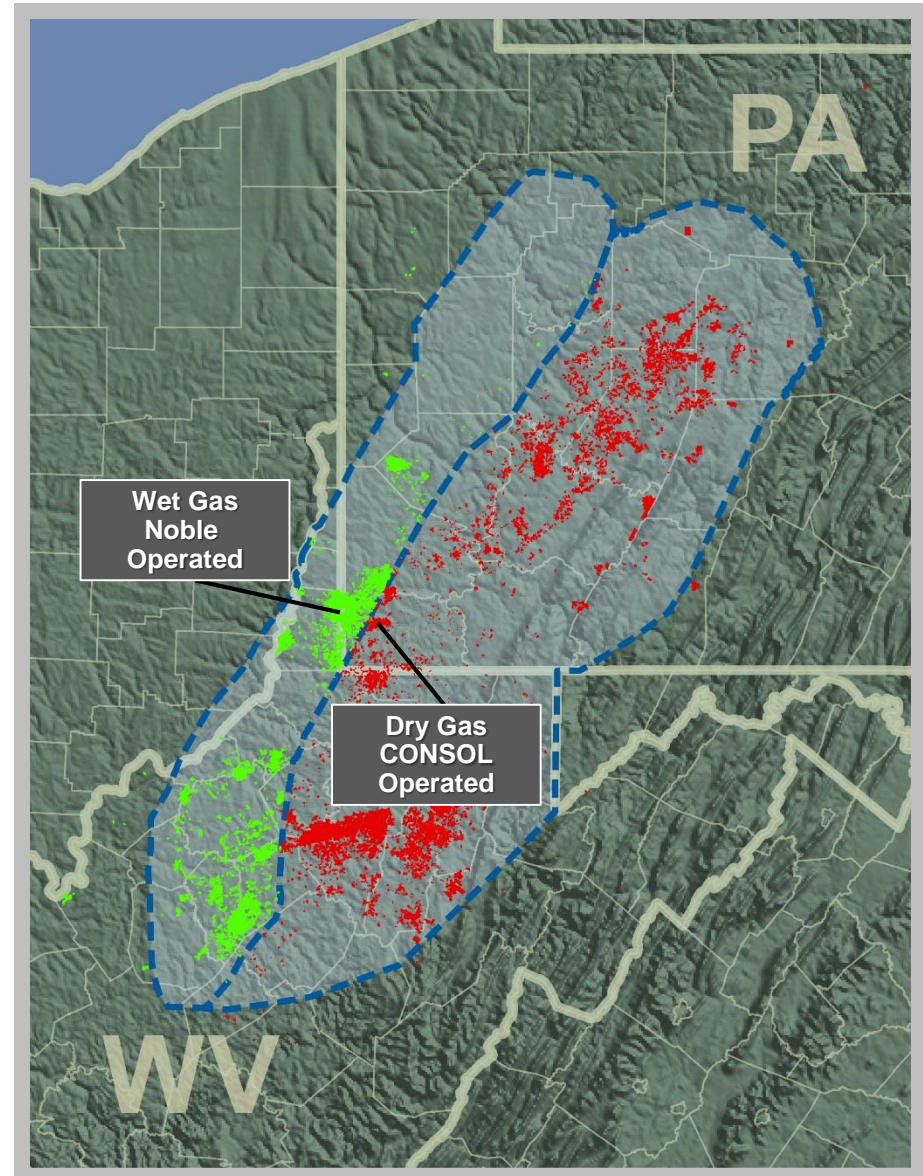 PA
Wet Gas
Noble
Operated
Dry Gas
CONSOL
Operated
WV